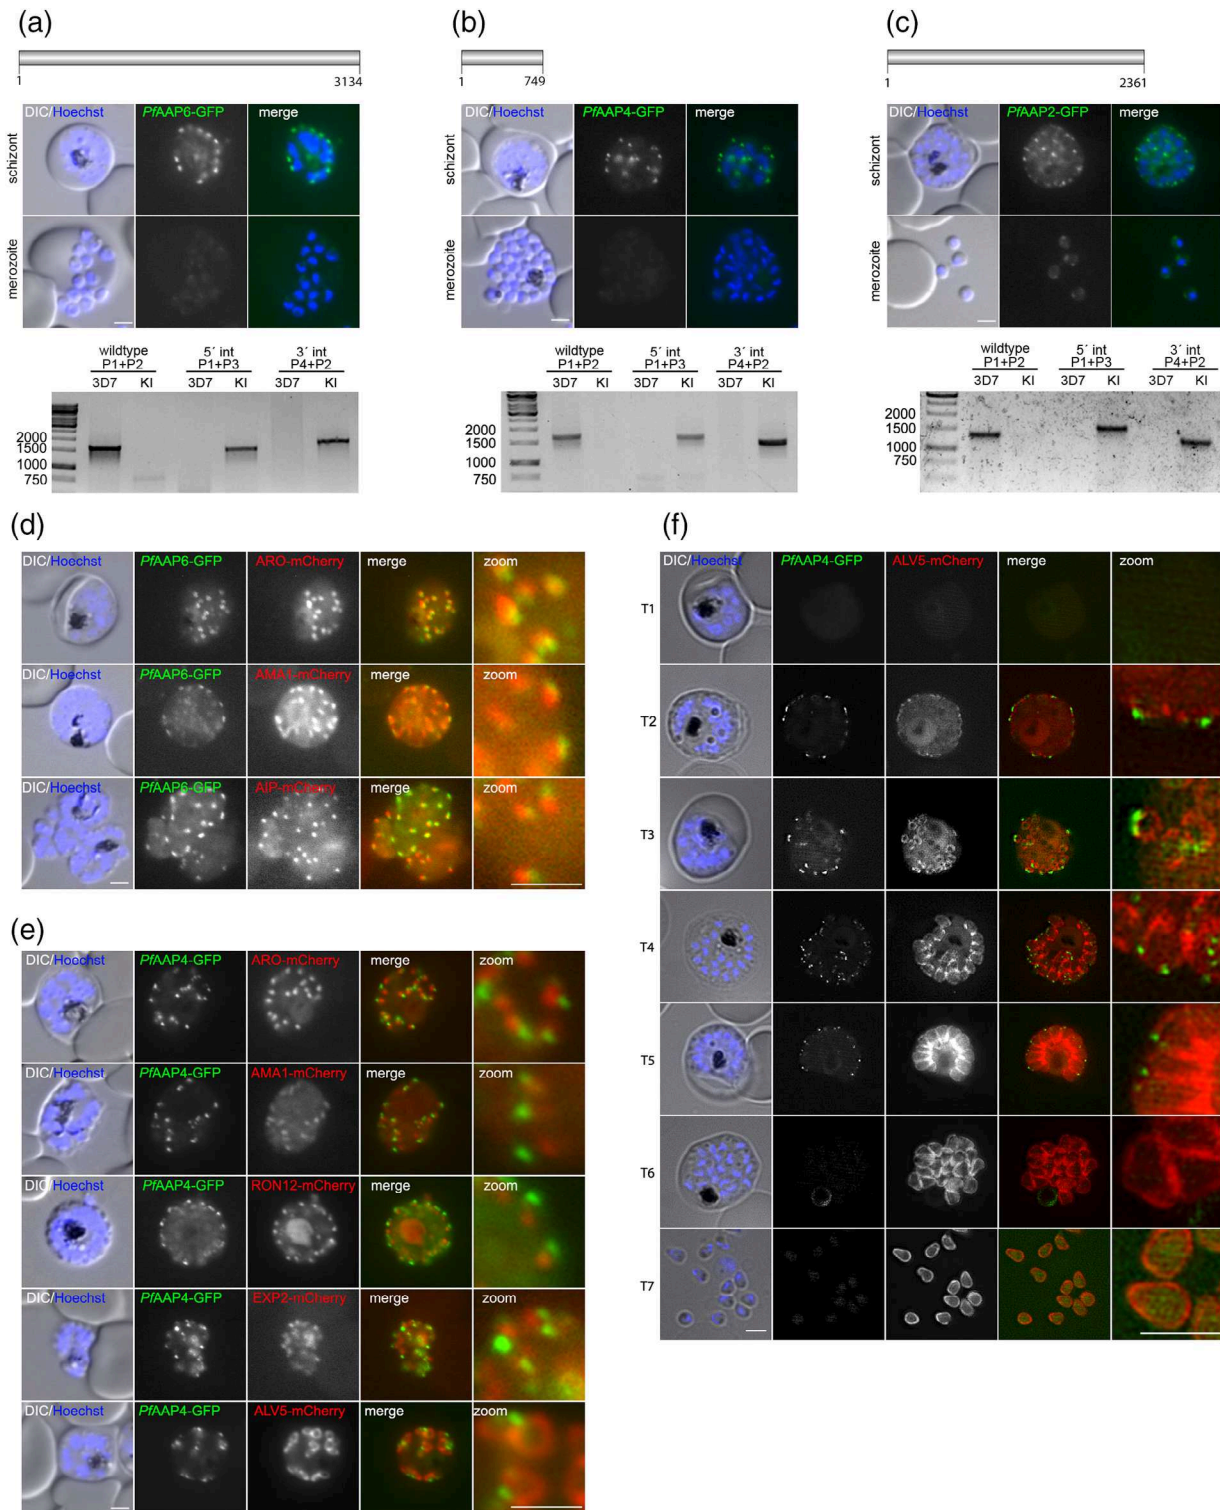 (a)
1 3134
DIC/Hoechst PfAAP6-GFP merge
schizont
merozoite
wildtype 5´ int 3´ int
P1+P2 P1+P3 P4+P2
3D7 KI 3D7 KI 3D7 KI
2000
1500
1000
750
(b)
1 749
DIC/Hoechst PfAAP4-GFP merge
schizont
merozoite
wildtype 5´ int 3´ int
P1+P2 P1+P3 P4+P2
3D7 KI 3D7 KI 3D7 KI
2000
1500
1000
750
(c)
1 2361
DIC/Hoechst PfAAP2-GFP merge
schizont
merozoite
wildtype 5´ int 3´ int
P1+P2 P1+P3 P4+P2
3D7 KI 3D7 KI 3D7 KI
2000
1500
1000
750
(d)
DIC/Hoechst PfAAP6-GFP ARO-mCherry merge zoom
DIC/Hoechst PfAAP6-GFP AMA1-mCherry merge zoom
DIC/Hoechst PfAAP6-GFP AIP-mCherry merge zoom
(e)
DIC/Hoechst PfAAP4-GFP ARO-mCherry merge zoom
DIC/Hoechst PfAAP4-GFP AMA1-mCherry merge zoom
DIC/Hoechst PfAAP4-GFP RON12-mCherry merge zoom
DIC/Hoechst PfAAP4-GFP EXP2-mCherry merge zoom
DIC/Hoechst PfAAP4-GFP ALV5-mCherry merge zoom
(f)
DIC/Hoechst PfAAP4-GFP ALV5-mCherry merge zoom
T1
T2
T3
T4
T5
T6
T7